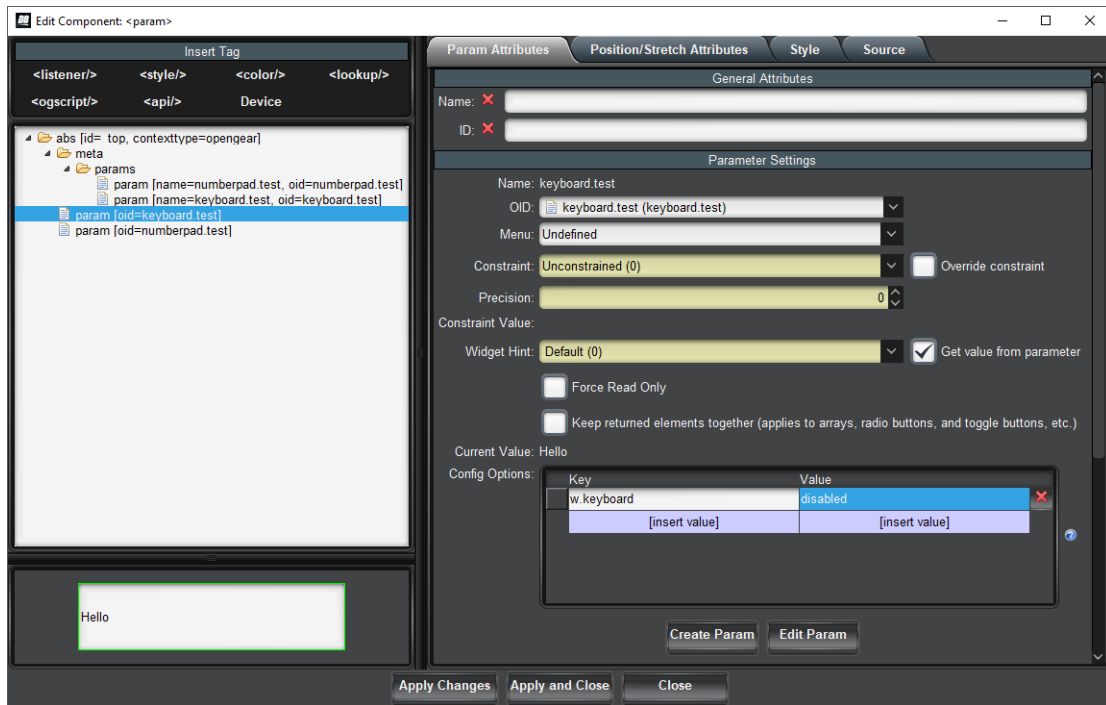 DB Edit Component: <param>
Insert Tag
<listener/> <style/> <color/> <lookup/>
<ogscript/> <api/> Device
abs [id=_top, contexttype=opengear]
meta
params
param [name=numberpad.test, oid=numberpad.test]
param [name=keyboard.test, oid=keyboard.test]
param [oid=keyboard.test]
param [oid=numberpad.test]
Hello
Param Attributes Position/Stretch Attributes Style Source
General Attributes
Name:
ID:
Parameter Settings
Name: keyboard.test
OID: keyboard.test (keyboard.test)
Menu: Undefined
Constraint: Unconstrained (0) Override constraint
Precision: 0
Constraint Value:
Widget Hint: Default (0) Get value from parameter
Force Read Only
Keep returned elements together (applies to arrays, radio buttons, and toggle buttons, etc.)
Current Value: Hello
Config Options:
Key Value
w.keyboard disabled
[insert value] [insert value]
?
Create Param Edit Param
Apply Changes Apply and Close Close